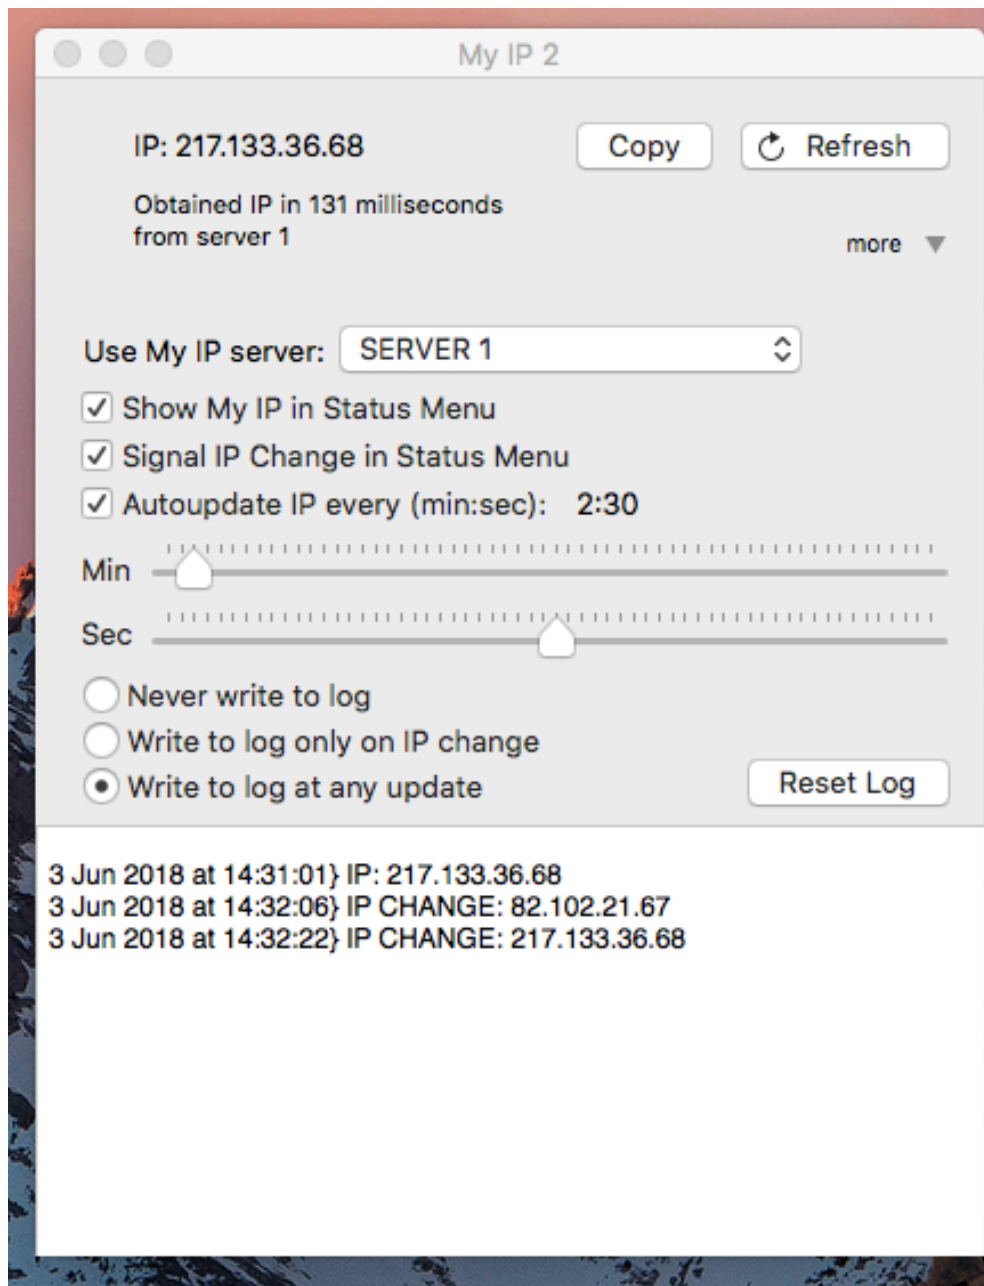 My IP 2
IP: 217.133.36.68
Copy
Refresh
Obtained IP in 131 milliseconds
from server 1
more
Use My IP server:
SERVER 1
Show My IP in Status Menu
Signal IP Change in Status Menu
Autoupdate IP every (min:sec): 2:30
Min
Sec
Never write to log
Write to log only on IP change
Write to log at any update
Reset Log
3 Jun 2018 at 14:31:01} IP: 217.133.36.68
3 Jun 2018 at 14:32:06} IP CHANGE: 82.102.21.67
3 Jun 2018 at 14:32:22} IP CHANGE: 217.133.36.68